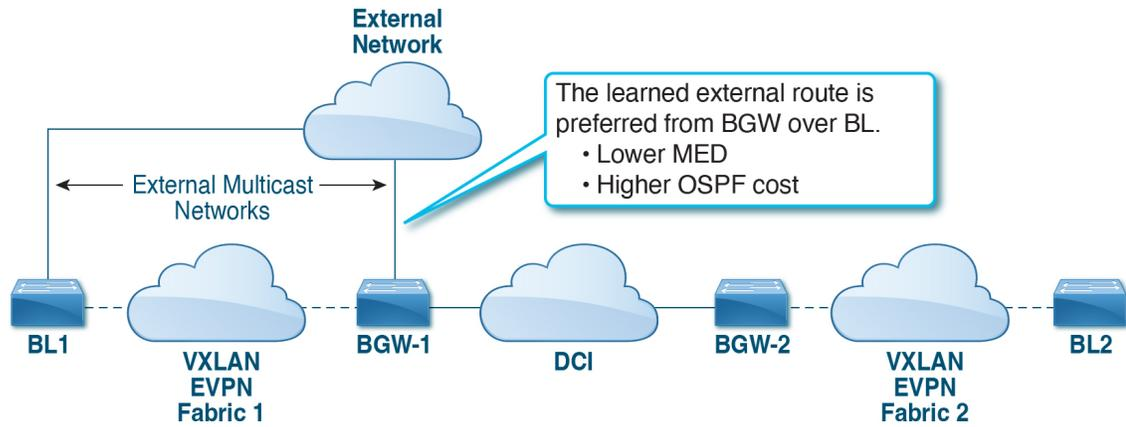 External
Network
The learned external route is
preferred from BGW over BL.
• Lower MED
• Higher OSPF cost
External Multicast
Networks
BL1
VXLAN
EVPN
Fabric 1
BGW-1
DCI
BGW-2
VXLAN
EVPN
Fabric 2
BL2